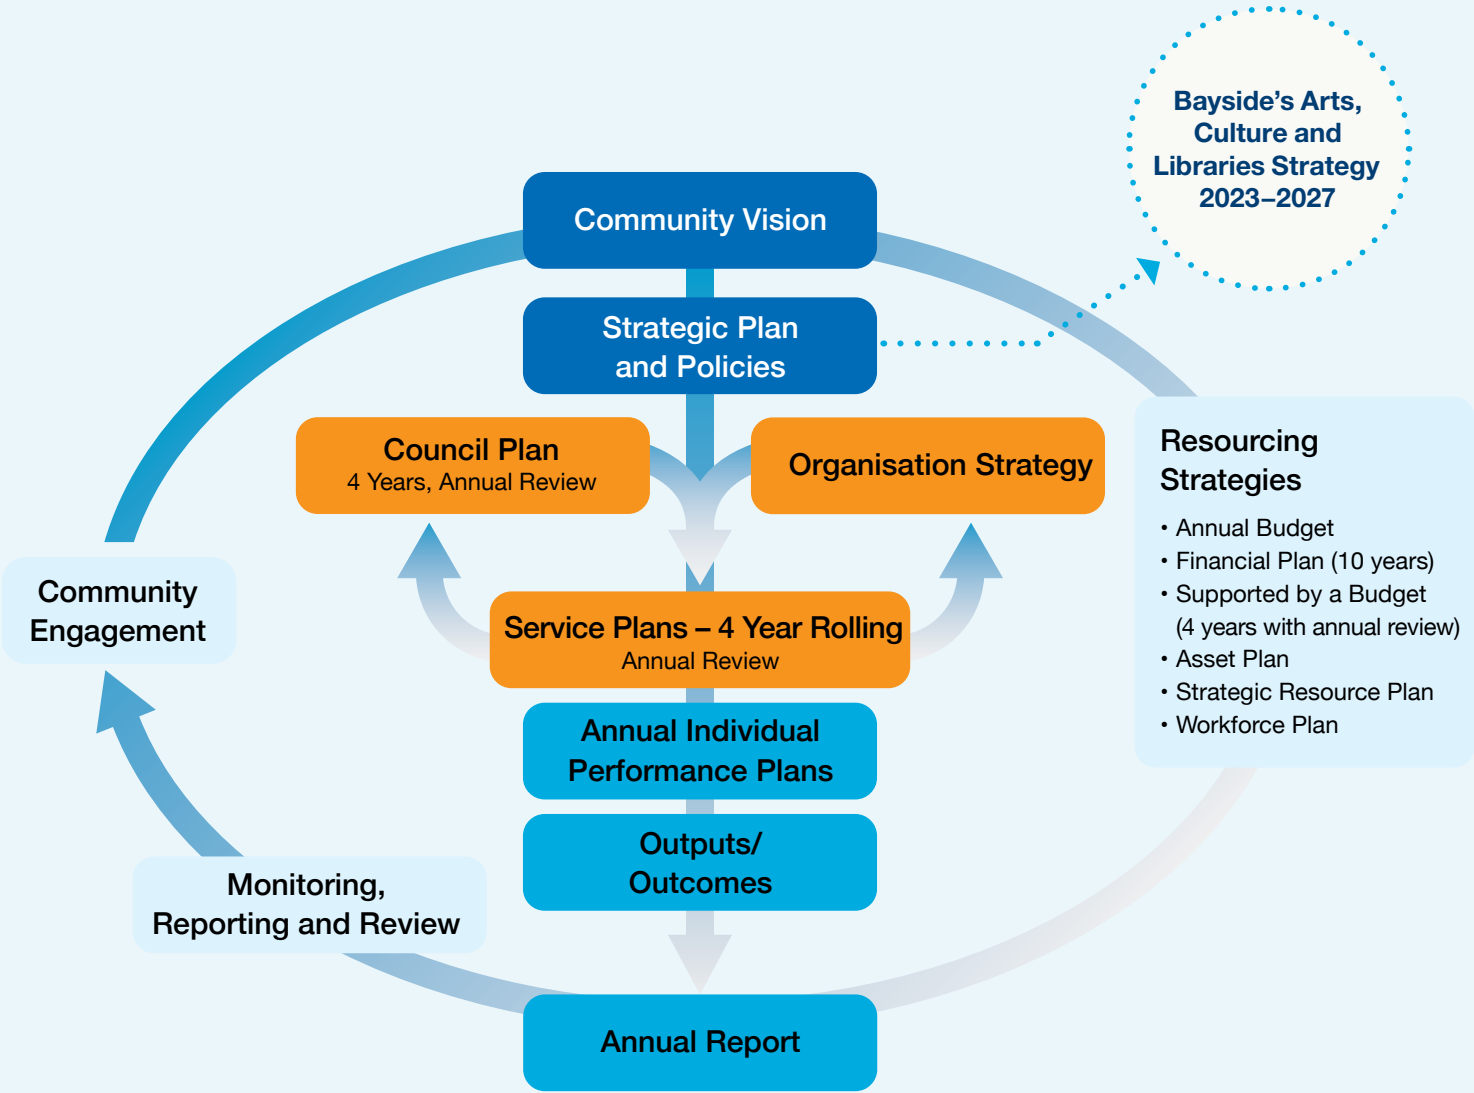 Bayside’s Arts,
Culture and
Libraries Strategy
2023–2027
Community Vision
Strategic Plan
and Policies
Council Plan
4 Years, Annual Review
Organisation Strategy
Resourcing
Strategies
• Annual Budget
• Financial Plan (10 years)
• Supported by a Budget
(4 years with annual review)
• Asset Plan
• Strategic Resource Plan
• Workforce Plan
Community
Engagement
Service Plans – 4 Year Rolling
Annual Review
Annual Individual
Performance Plans
Outputs/
Outcomes
Monitoring,
Reporting and Review
Annual Report